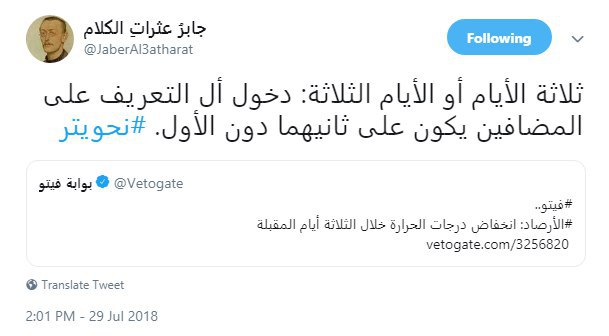 جابرُ عثراتِ الكلام
@JaberAl3atharat
Following
ثلاثة الأيام أو الأيام الثلاثة: دخول أل التعريف على
المضافين يكون على ثانيهما دون الأول. #نحويتر
بوابة فيتو @Vetogate
#فيتو..
#الأرصاد: انخفاض درجات الحرارة خلال الثلاثة أيام المقبلة
vetogate.com/3256820
Translate Tweet
2:01 PM - 29 Jul 2018